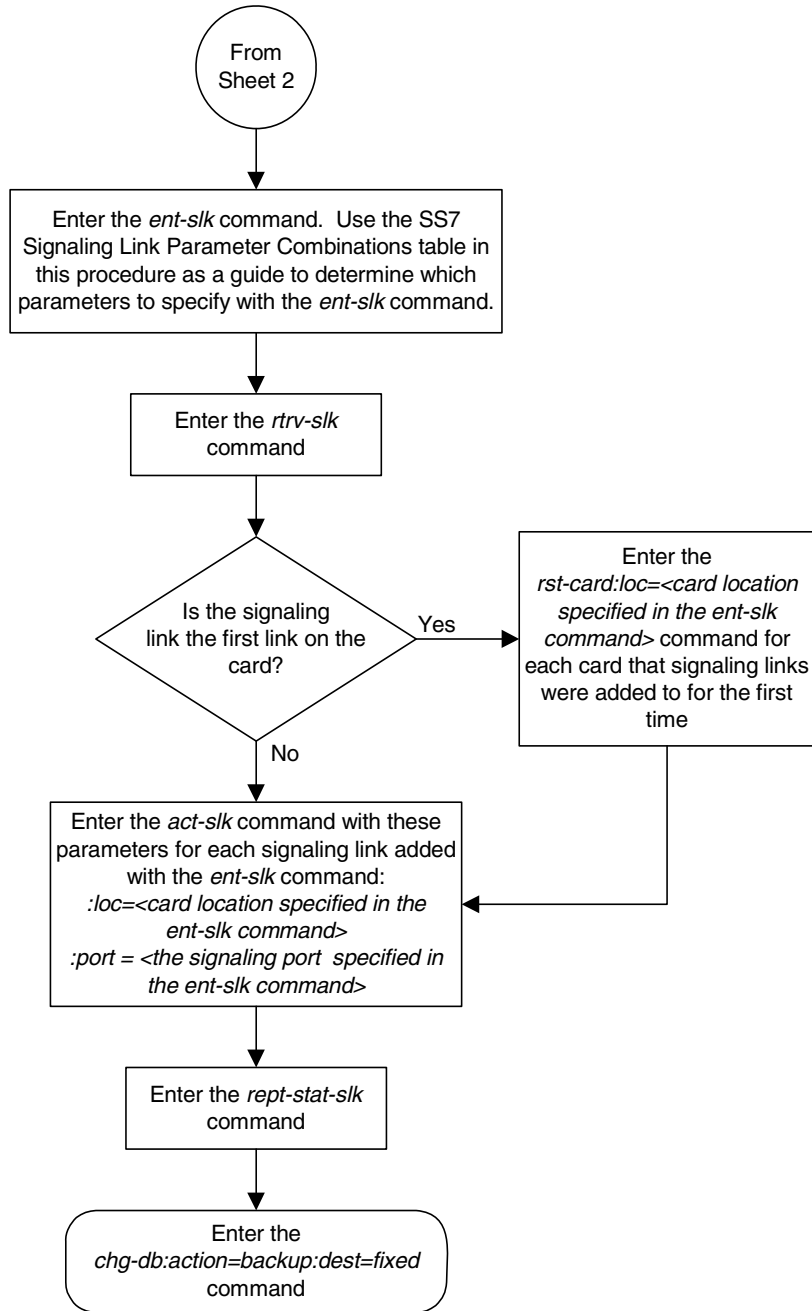 From
Sheet 2
Enter the ent-slk command.  Use the SS7
Signaling Link Parameter Combinations table in
this procedure as a guide to determine which
parameters to specify with the ent-slk command.
Enter the rtrv-slk
command
Is the signaling
link the first link on the
card?
Yes
No
Enter the
rst-card:loc=<card location
specified in the ent-slk
command> command for
each card that signaling links
were added to for the first
time
Enter the act-slk command with these
parameters for each signaling link added
with the ent-slk command:
:loc=<card location specified in the
ent-slk command>
:port = <the signaling port  specified in
the ent-slk command>
Enter the rept-stat-slk
command
Enter the
chg-db:action=backup:dest=fixed
command